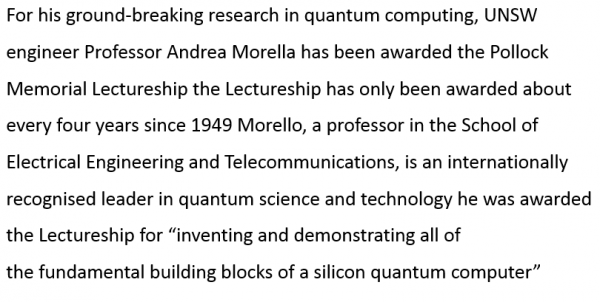 For his ground-breaking research in quantum computing, UNSW
engineer Professor Andrea Morella has been awarded the Pollock
Memorial Lectureship the Lectureship has only been awarded about
every four years since 1949 Morello, a professor in the School of
Electrical Engineering and Telecommunications, is an internationally
recognised leader in quantum science and technology he was awarded
the Lectureship for “inventing and demonstrating all of
the fundamental building blocks of a silicon quantum computer”